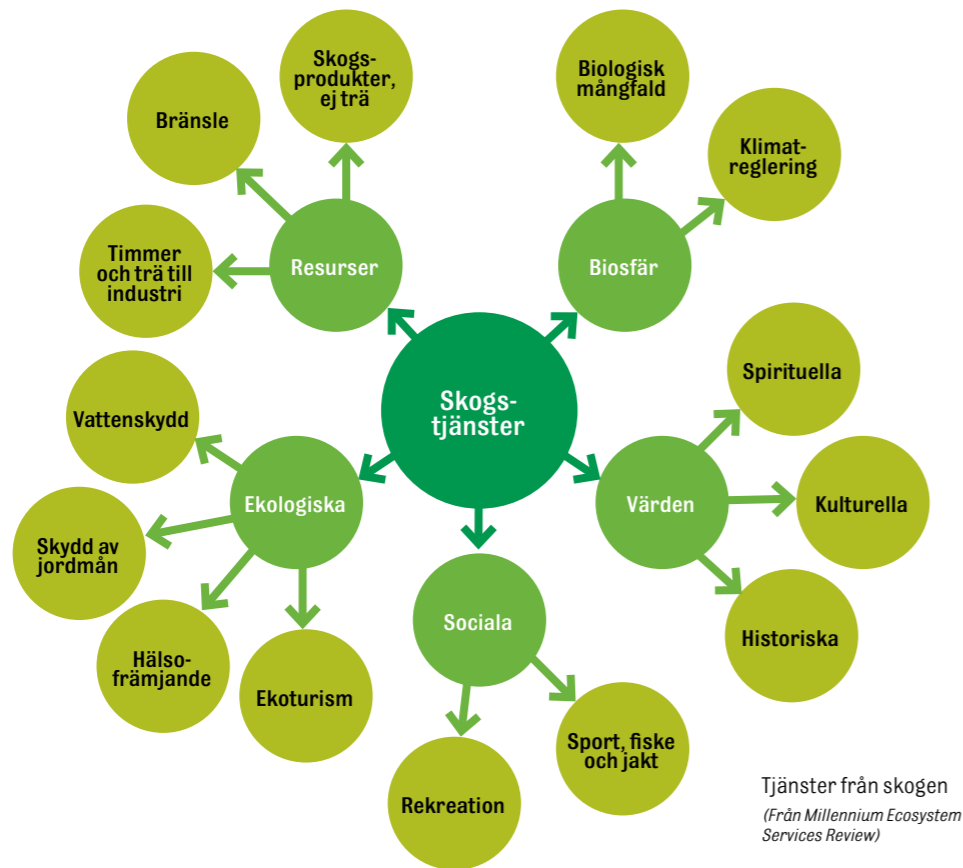 Skogs-
produkter,
ej trä
Biologisk
mångfald
Bränsle
Klimat-
reglering
Timmer
och trä till
industri
Resurser
Biosfär
Skogs-
tjänster
Spirituella
Vattenskydd
Ekologiska
Värden
Kulturella
Skydd av
jordmån
Sociala
Historiska
Hälso-
främjande
Ekoturism
Sport, fiske
och jakt
Rekreation
Tjänster från skogen
(Från Millennium Ecosystem
Services Review)